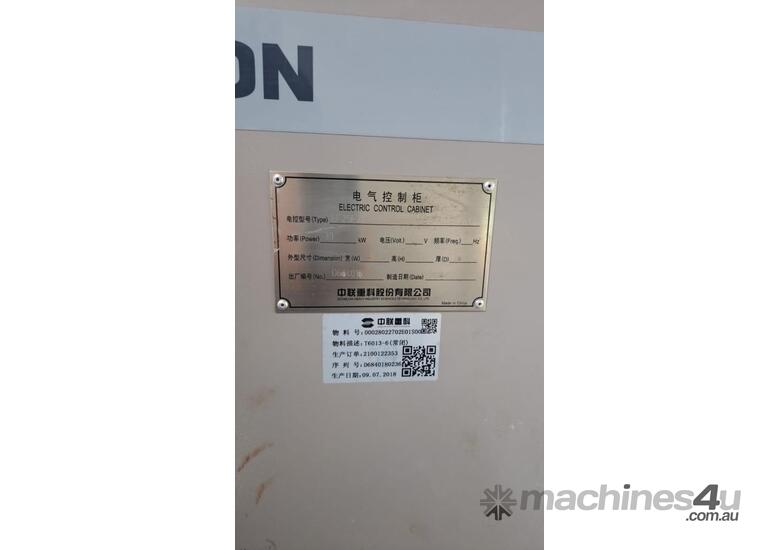 ON
电气控制柜
ELECTRIC CONTROL CABINET
电控型号(Type)
功率(Power) kW 电压(Volt.) V 频率(Freq.) Hz
外型尺寸(Dimension) 宽(W) 高(H) 厚(D)
出厂编号(No.) 制造日期(Date)
中联重科股份有限公司
Made in China
中联重科
物 料 号:00028022702E01S00
物料描述:T6013-6(常闭)
生产订单:2100122353
序 列 号:D6840180236
生产日期:09.07.2018
machines4u
.com.au